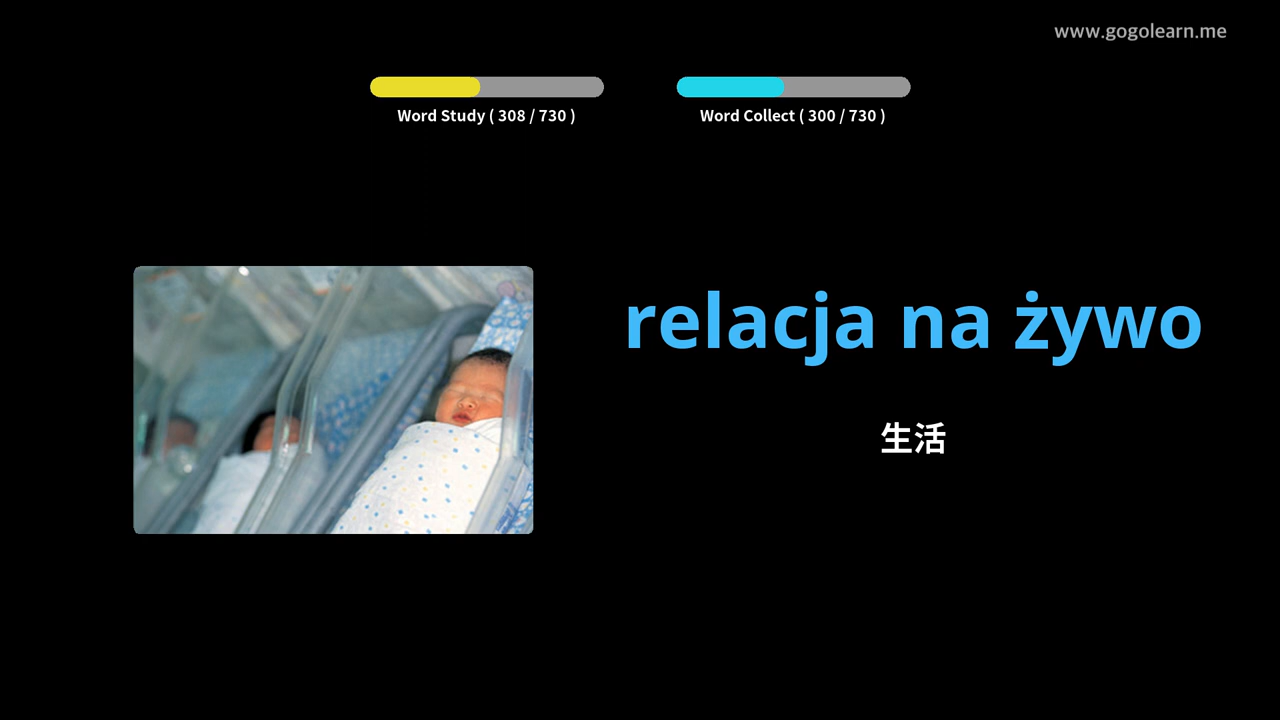 www.gogolearn.me
Word Study ( 308 / 730 )
Word Collect ( 300 / 730 )
relacja na żywo
生活